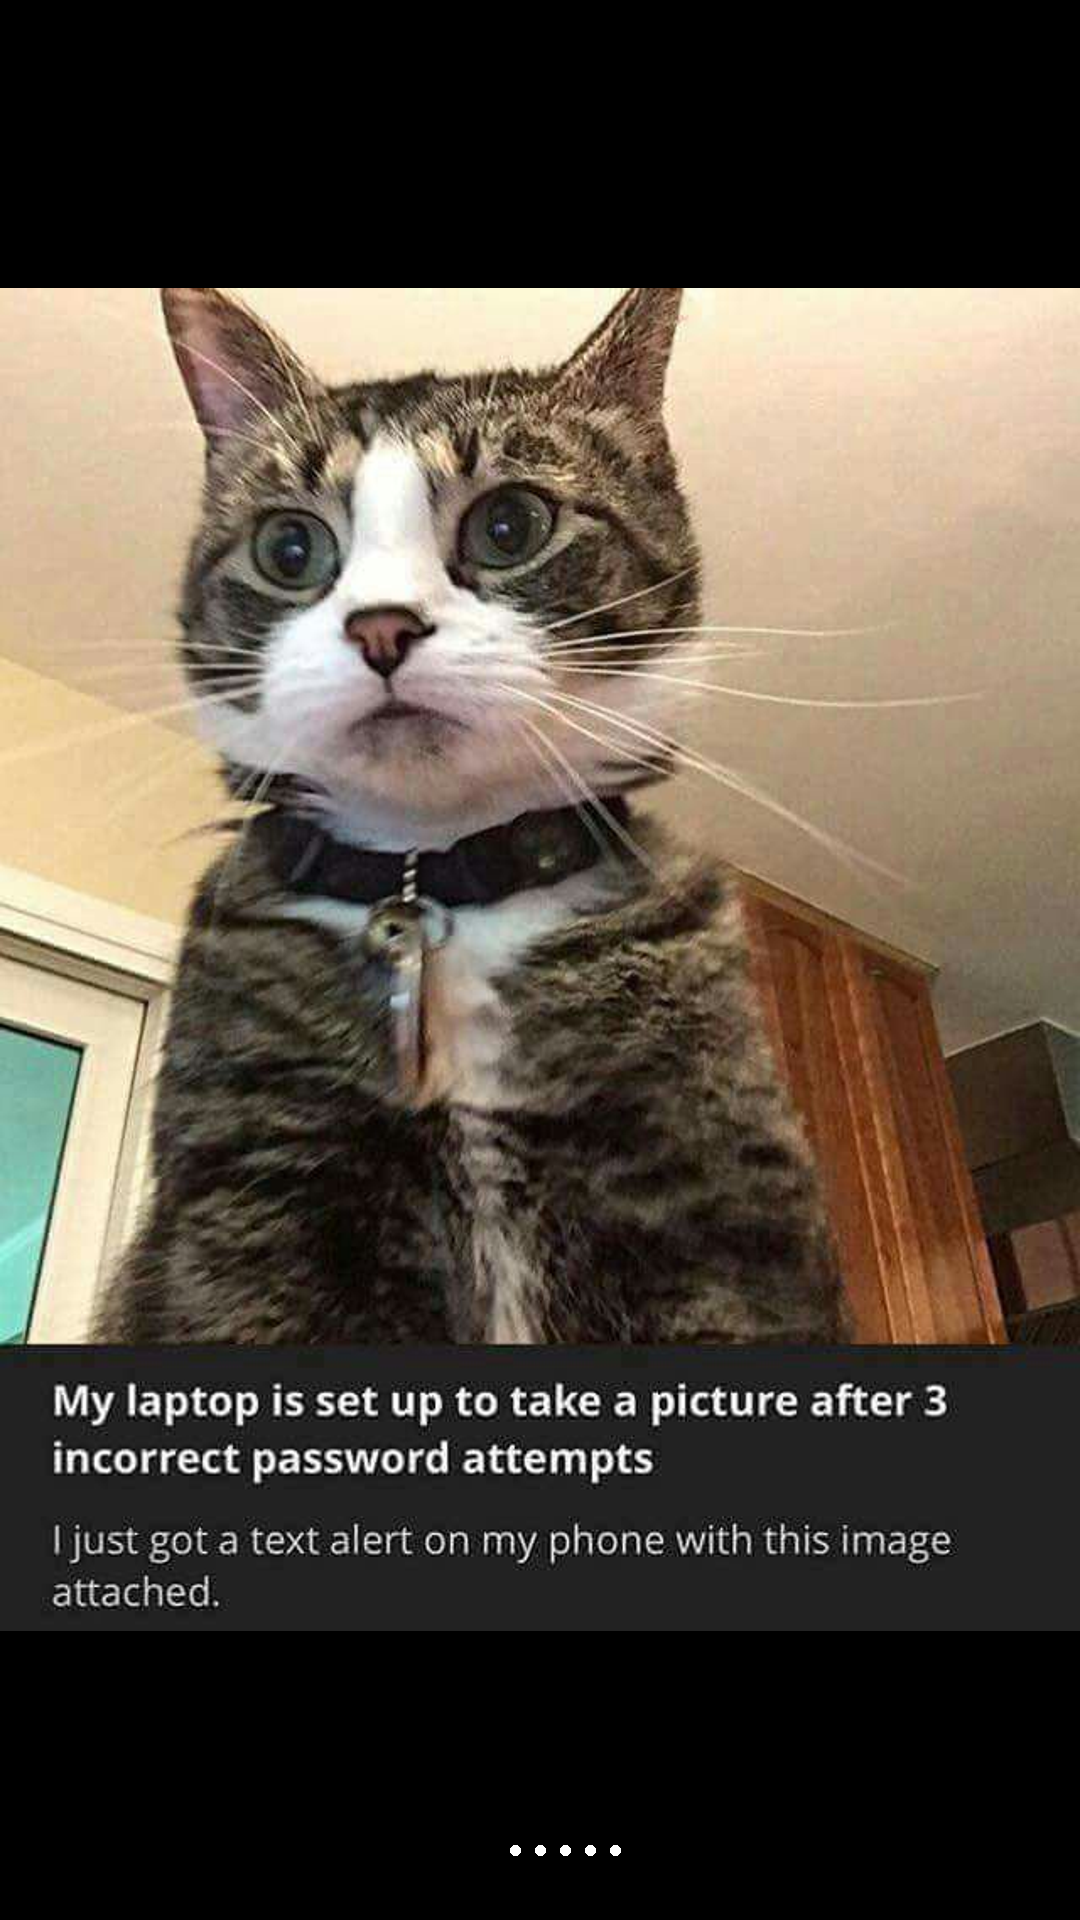 My laptop is set up to take a picture after 3
incorrect password attempts
I just got a text alert on my phone with this image
attached.